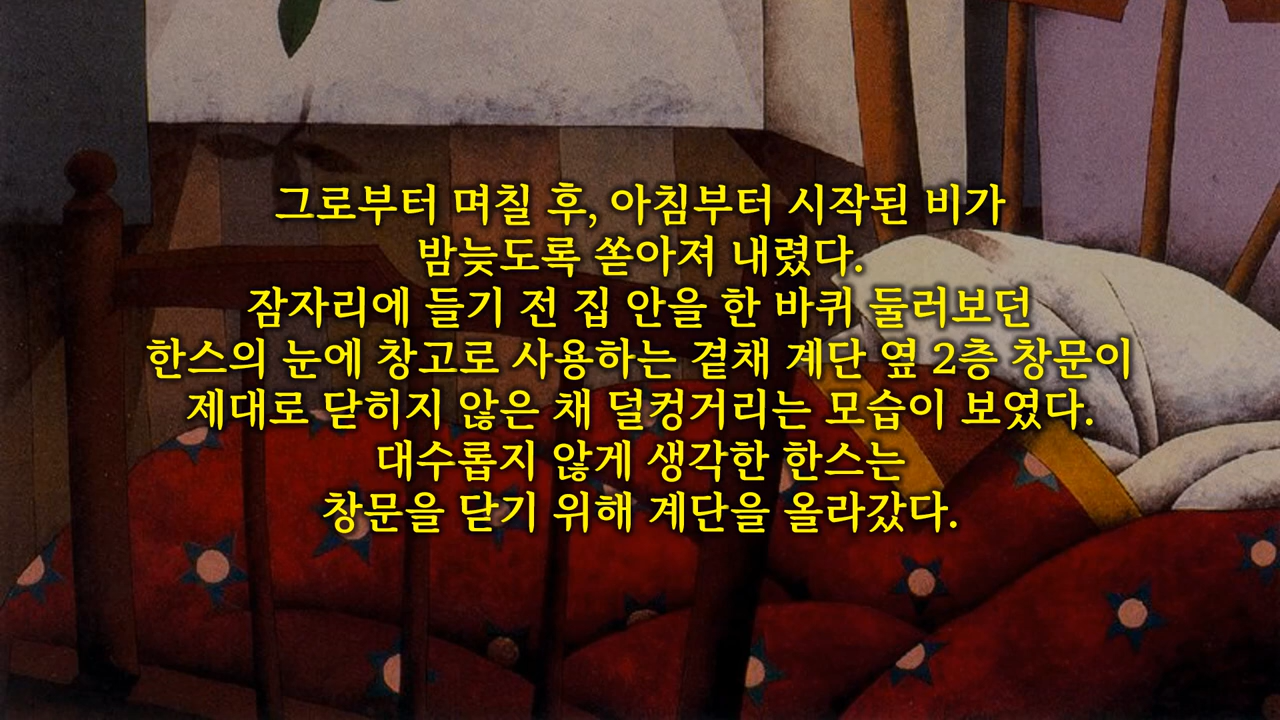 그로부터 며칠 후, 아침부터 시작된 비가
밤늦도록 쏟아져 내렸다.
잠자리에 들기 전 집 안을 한 바퀴 둘러보던
한스의 눈에 창고로 사용하는 곁채 계단 옆 2층 창문이
제대로 닫히지 않은 채 덜컹거리는 모습이 보였다.
대수롭지 않게 생각한 한스는
창문을 닫기 위해 계단을 올라갔다.